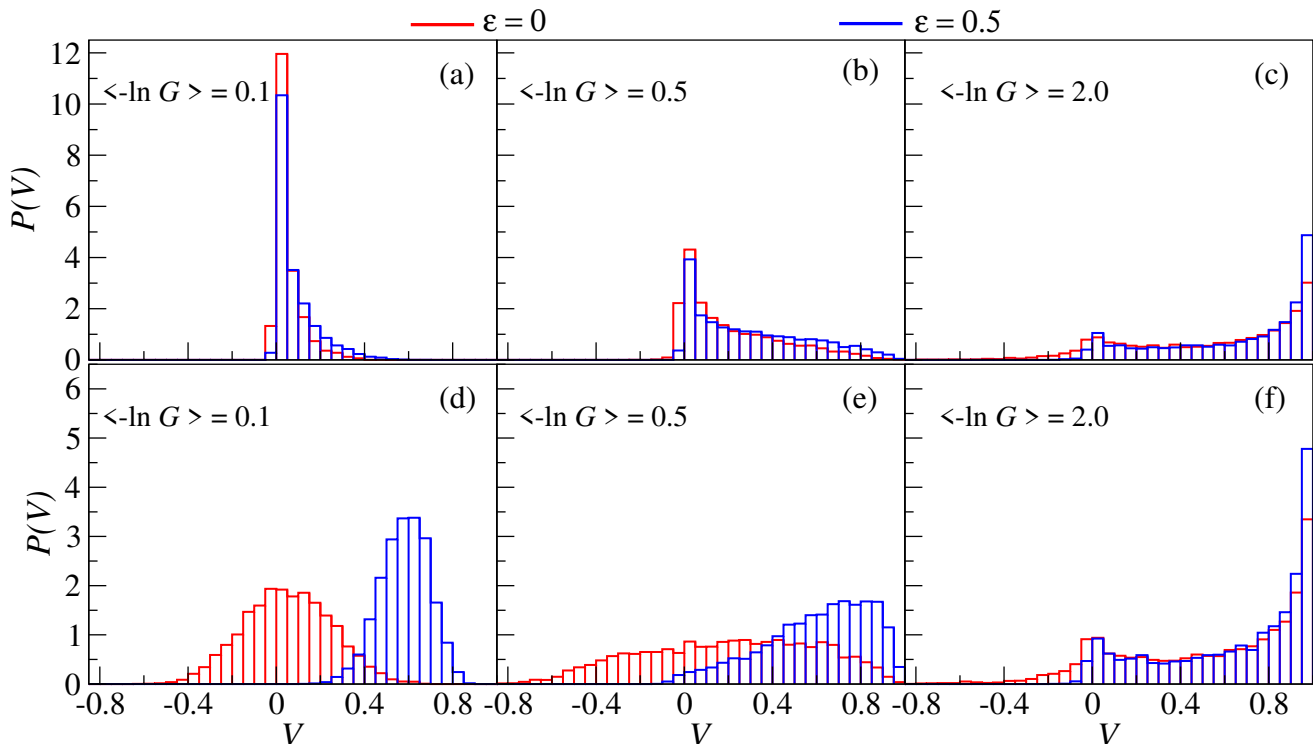 ε = 0 ε = 0.5
12
10
8
6
4
2
0
P(V)
<-ln G > = 0.1 (a)
<-ln G > = 0.5 (b)
<-ln G > = 2.0 (c)
6
5
4
3
2
1
0
P(V)
<-ln G > = 0.1 (d)
<-ln G > = 0.5 (e)
<-ln G > = 2.0 (f)
-0.8 -0.4 0 0.4 0.8 -0.8 -0.4 0 0.4 0.8 -0.8 -0.4 0 0.4 0.8
V V V